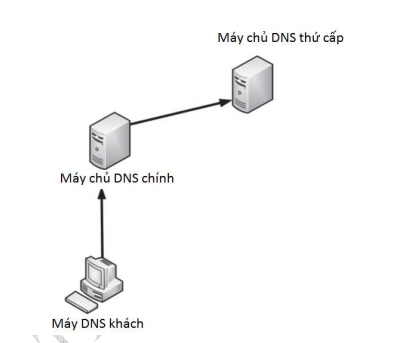 Máy chủ DNS thứ cấp
Máy chủ DNS chính
Máy DNS khách